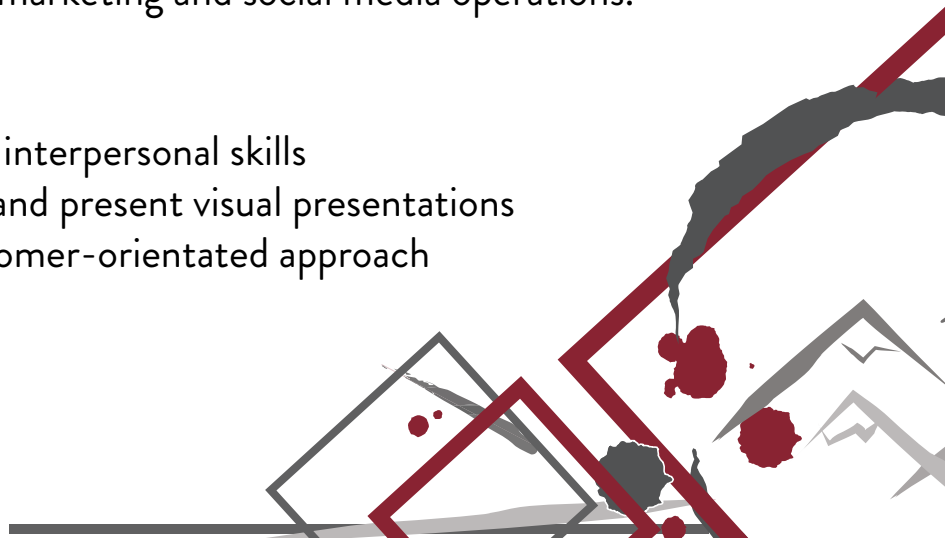 marketing and social media operations.
interpersonal skills
and present visual presentations
omer-orientated approach